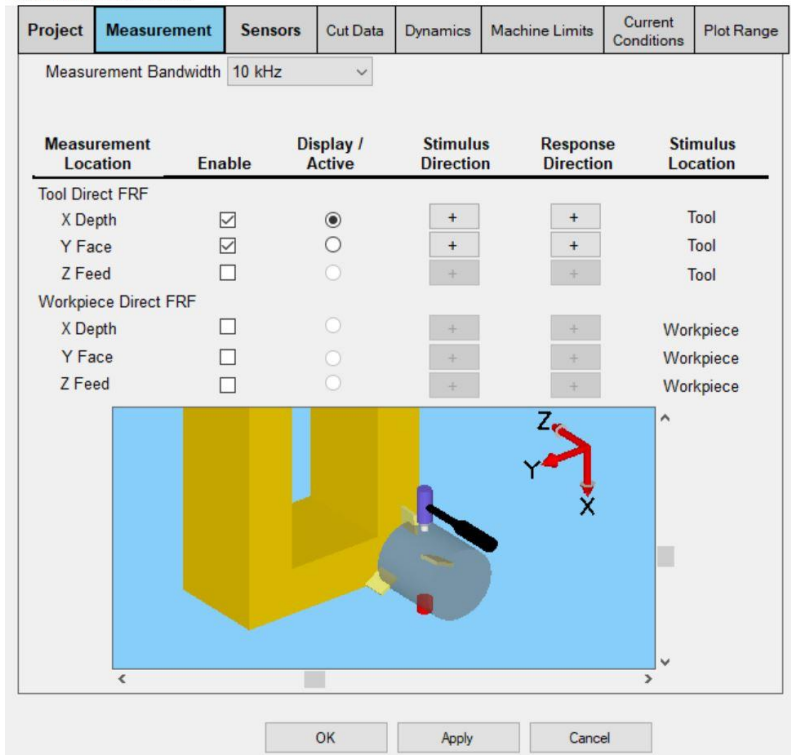 Project Measurement Sensors Cut Data Dynamics Machine Limits Current Conditions Plot Range
Measurement Bandwidth 10 kHz
Measurement Location Enable Display / Active Stimulus Direction Response Direction Stimulus Location
Tool Direct FRF
X Depth + + Tool
Y Face + + Tool
Z Feed + + Tool
Workpiece Direct FRF
X Depth + + Workpiece
Y Face + + Workpiece
Z Feed + + Workpiece
Z
Y
X
OK Apply Cancel